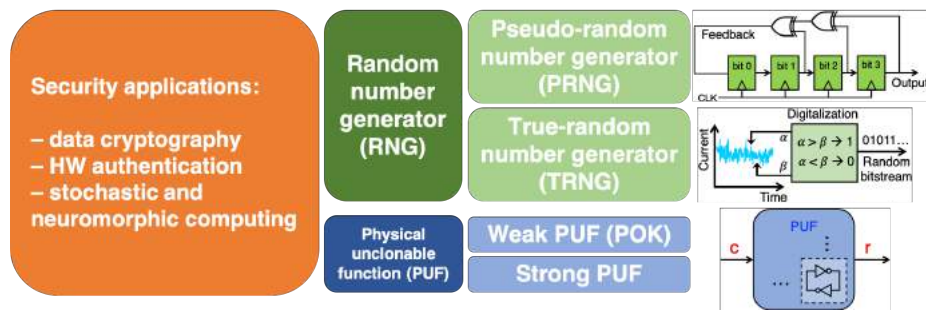 Security applications:
– data cryptography
– HW authentication
– stochastic and
neuromorphic computing
Random
number
generator
(RNG)
Pseudo-random
number generator
(PRNG)
True-random
number generator
(TRNG)
Physical
unclonable
function (PUF)
Weak PUF (POK)
Strong PUF
Feedback
bit 0
bit 1
bit 2
bit 3
Output
CLK
Digitalization
Current
Time
α
β
α > β → 1
α < β → 0
01011...
Random
bitstream
PUF
c
r
...
...